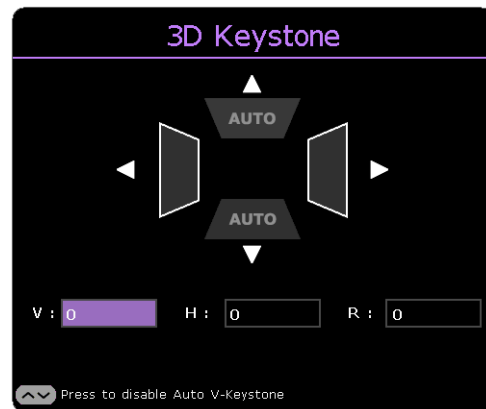 3D Keystone
AUTO
AUTO
V : 0 H : 0 R : 0
Press to disable Auto V-Keystone